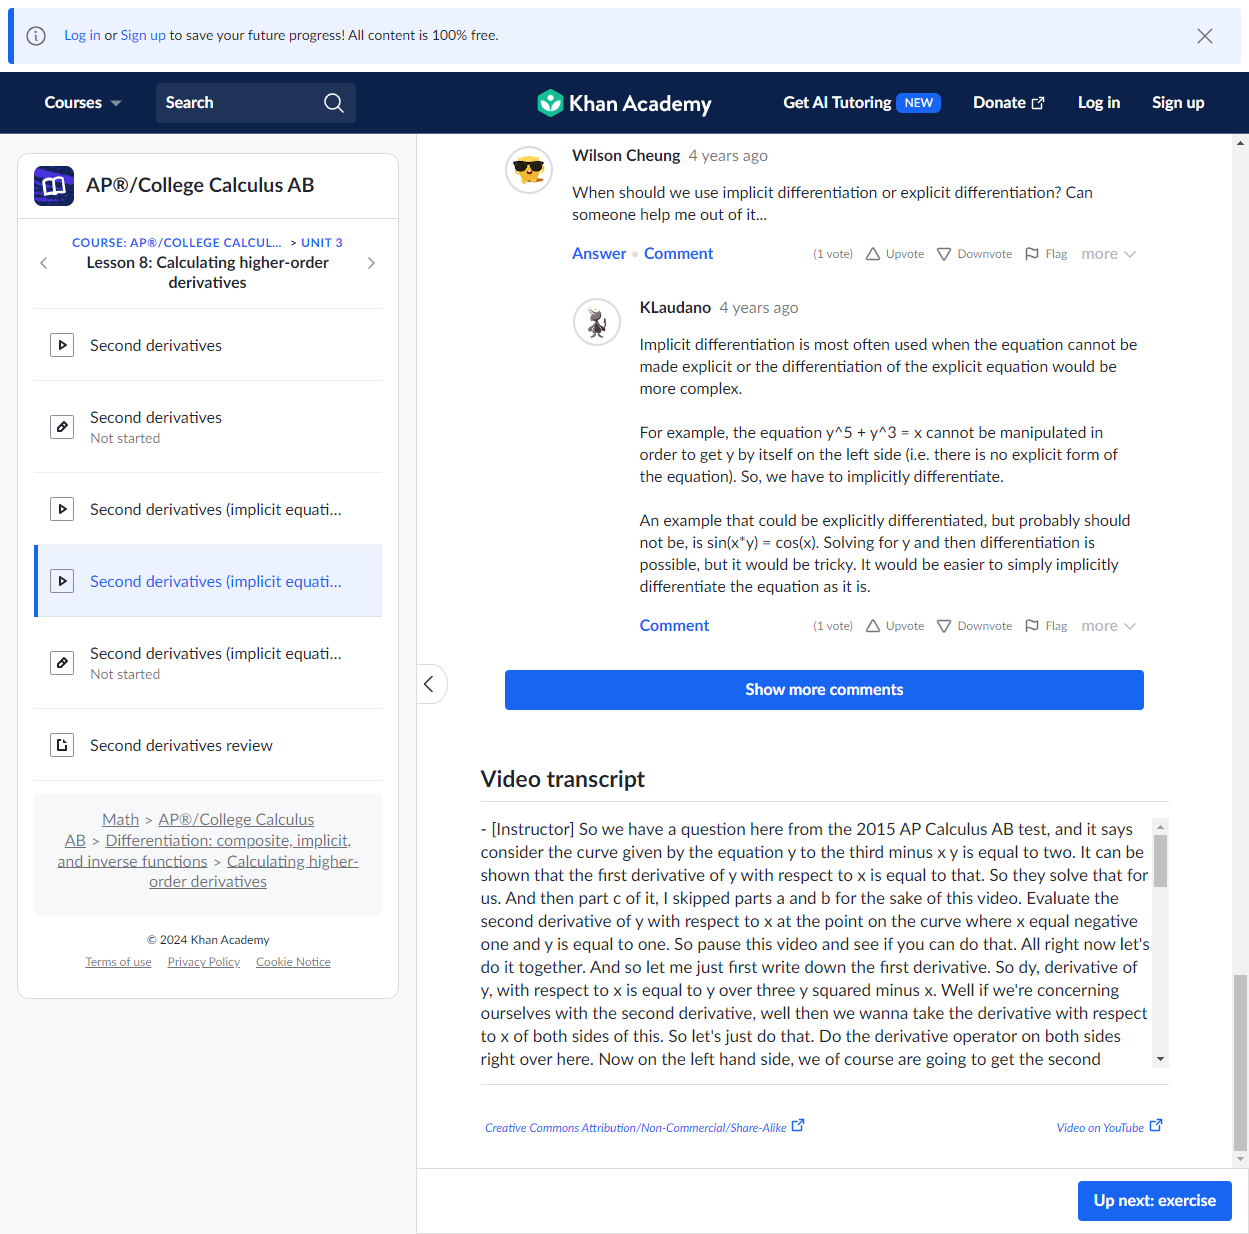 Log in or Sign up to save your future progress! All content is 100% free.
Courses
Search
Khan Academy
Get AI Tutoring NEW
Donate
Log in
Sign up
AP®/College Calculus AB
COURSE: AP®/COLLEGE CALCUL... > UNIT 3
Lesson 8: Calculating higher-order
derivatives
Second derivatives
Second derivatives
Not started
Second derivatives (implicit equati...
Second derivatives (implicit equati...
Second derivatives (implicit equati...
Not started
Second derivatives review
Math > AP®/College Calculus
AB > Differentiation: composite, implicit,
and inverse functions > Calculating higher-
order derivatives
© 2024 Khan Academy
Terms of use Privacy Policy Cookie Notice
Wilson Cheung 4 years ago
When should we use implicit differentiation or explicit differentiation? Can
someone help me out of it...
Answer • Comment (1 vote) Upvote Downvote Flag more
KLaudano 4 years ago
Implicit differentiation is most often used when the equation cannot be
made explicit or the differentiation of the explicit equation would be
more complex.
For example, the equation y^5 + y^3 = x cannot be manipulated in
order to get y by itself on the left side (i.e. there is no explicit form of
the equation). So, we have to implicitly differentiate.
An example that could be explicitly differentiated, but probably should
not be, is sin(x*y) = cos(x). Solving for y and then differentiation is
possible, but it would be tricky. It would be easier to simply implicitly
differentiate the equation as it is.
Comment (1 vote) Upvote Downvote Flag more
Show more comments
Video transcript
- [Instructor] So we have a question here from the 2015 AP Calculus AB test, and it says
consider the curve given by the equation y to the third minus x y is equal to two. It can be
shown that the first derivative of y with respect to x is equal to that. So they solve that for
us. And then part c of it, I skipped parts a and b for the sake of this video. Evaluate the
second derivative of y with respect to x at the point on the curve where x equal negative
one and y is equal to one. So pause this video and see if you can do that. All right now let's
do it together. And so let me just first write down the first derivative. So dy, derivative of
y, with respect to x is equal to y over three y squared minus x. Well if we're concerning
ourselves with the second derivative, well then we wanna take the derivative with respect
to x of both sides of this. So let's just do that. Do the derivative operator on both sides
right over here. Now on the left hand side, we of course are going to get the second
Creative Commons Attribution/Non-Commercial/Share-Alike
Video on YouTube
Up next: exercise